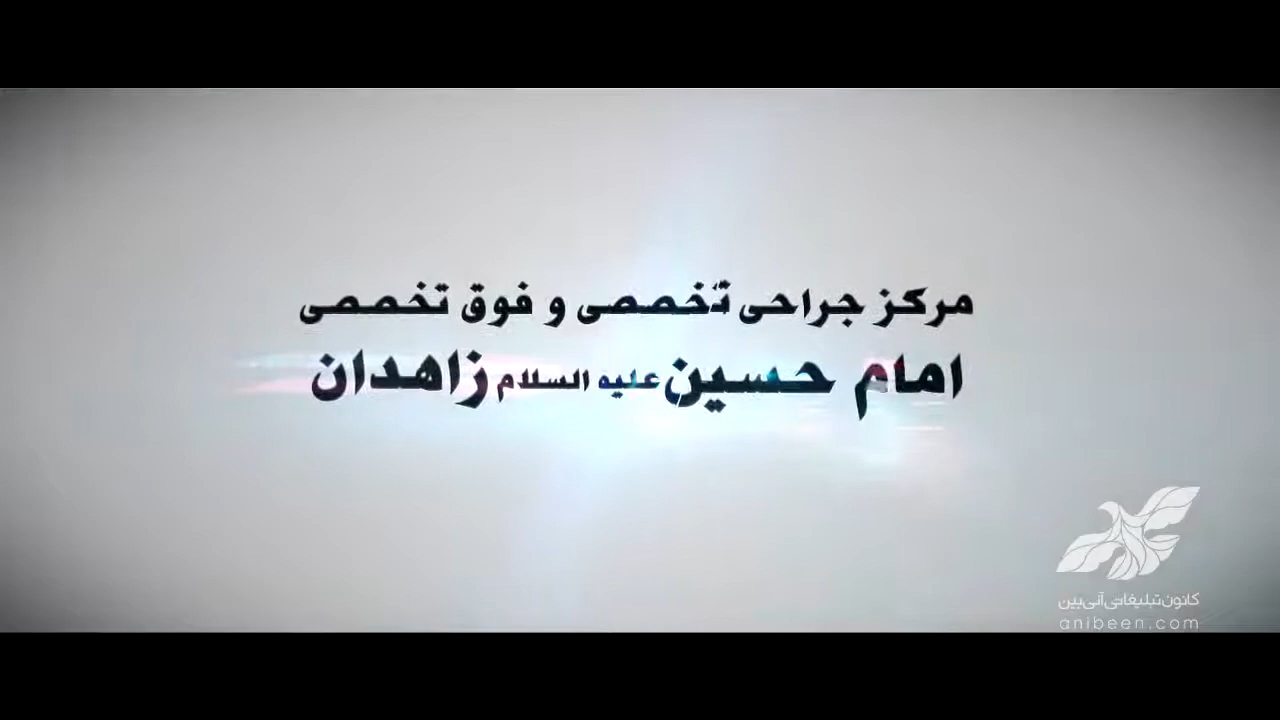 مرکز جراحی تخصصی و فوق تخصصی
امام حسین علیه السلام زاهدان
کانون تبلیغاتی آنی بین
anibeen.com